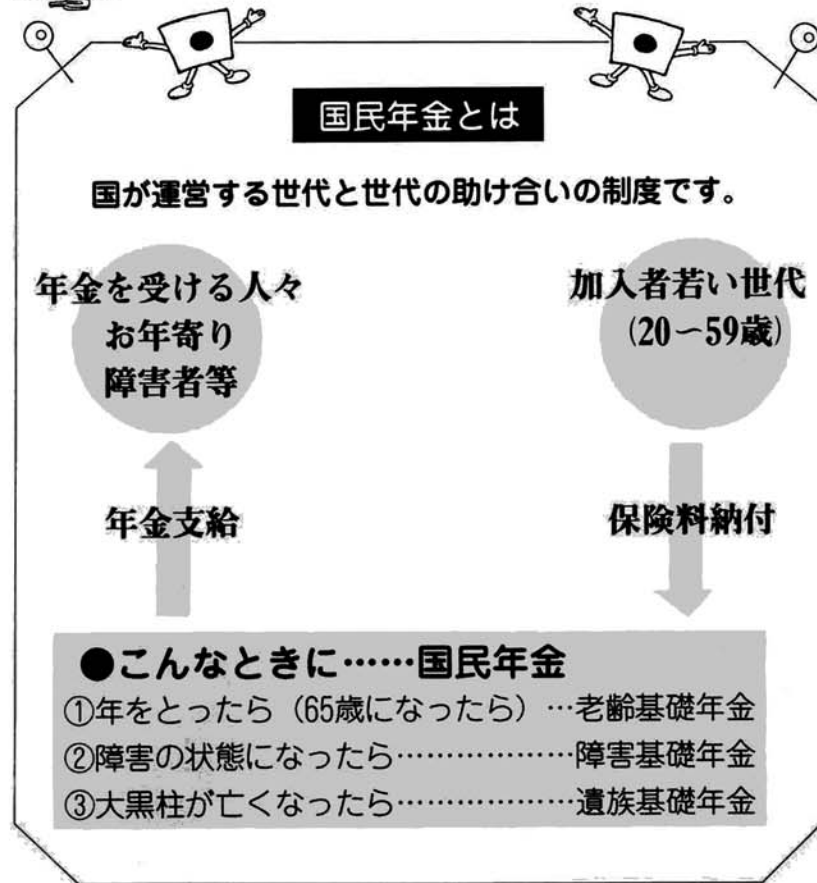 国民年金とは
国が運営する世代と世代の助け合いの制度です。
年金を受ける人々
お年寄り
障害者等
加入者若い世代
(20〜59歳)
年金支給
保険料納付
●こんなときに……国民年金
①年をとったら（65歳になったら）…老齢基礎年金
②障害の状態になったら………………障害基礎年金
③大黒柱が亡くなったら………………遺族基礎年金